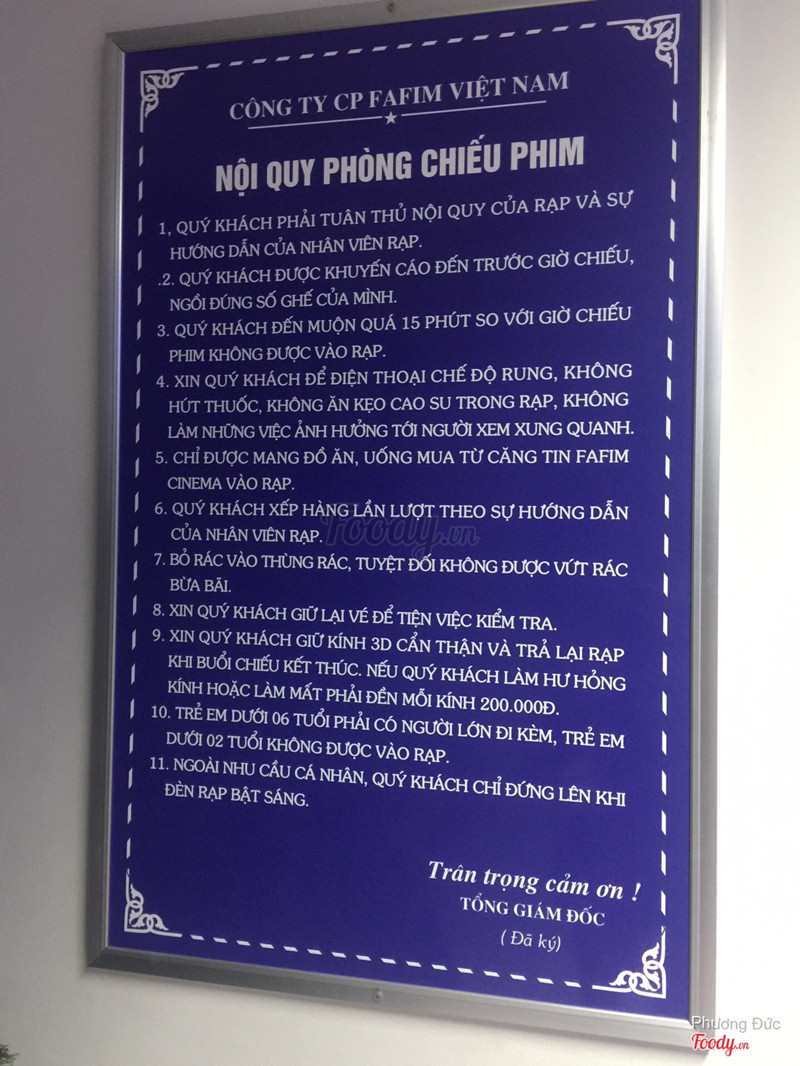 CÔNG TY CP FAFIM VIỆT NAM
NỘI QUY PHÒNG CHIẾU PHIM
1, QUÝ KHÁCH PHẢI TUÂN THỦ NỘI QUY CỦA RẠP VÀ SỰ
HƯỚNG DẪN CỦA NHÂN VIÊN RẠP.
.2. QUÝ KHÁCH ĐƯỢC KHUYẾN CÁO ĐẾN TRƯỚC GIỜ CHIẾU,
NGỒI ĐÚNG SỐ GHẾ CỦA MÌNH.
3. QUÝ KHÁCH ĐẾN MUỘN QUÁ 15 PHÚT SO VỚI GIỜ CHIẾU
PHIM KHÔNG ĐƯỢC VÀO RẠP.
4. XIN QUÝ KHÁCH ĐỂ ĐIỆN THOẠI CHẾ ĐỘ RUNG, KHÔNG
HÚT THUỐC, KHÔNG ĂN KẸO CAO SU TRONG RẠP, KHÔNG
LÀM NHỮNG VIỆC ẢNH HƯỞNG TỚI NGƯỜI XEM XUNG QUANH.
5. CHỈ ĐƯỢC MANG ĐỒ ĂN, UỐNG MUA TỪ CĂNG TIN FAFIM
CINEMA VÀO RẠP.
6. QUÝ KHÁCH XẾP HÀNG LẦN LƯỢT THEO SỰ HƯỚNG DẪN
CỦA NHÂN VIÊN RẠP.
Foody.vn
7. BỎ RÁC VÀO THÙNG RÁC, TUYỆT ĐỐI KHÔNG ĐƯỢC VỨT RÁC
BỪA BÃI.
8. XIN QUÝ KHÁCH GIỮ LẠI VÉ ĐỂ TIỆN VIỆC KIỂM TRA.
9. XIN QUÝ KHÁCH GIỮ KÍNH 3D CẨN THẬN VÀ TRẢ LẠI RẠP
KHI BUỔI CHIẾU KẾT THÚC. NẾU QUÝ KHÁCH LÀM HƯ HỎNG
KÍNH HOẶC LÀM MẤT PHẢI ĐỀN MỖI KÍNH 200.000Đ.
10. TRẺ EM DƯỚI 06 TUỔI PHẢI CÓ NGƯỜI LỚN ĐI KÈM, TRẺ EM
DƯỚI 02 TUỔI KHÔNG ĐƯỢC VÀO RẠP.
11. NGOÀI NHU CẦU CÁ NHÂN, QUÝ KHÁCH CHỈ ĐỨNG LÊN KHI
ĐÈN RẠP BẬT SÁNG.
Trân trọng cảm ơn !
TỔNG GIÁM ĐỐC
( Đã ký)
Phương Đức
Foody.vn